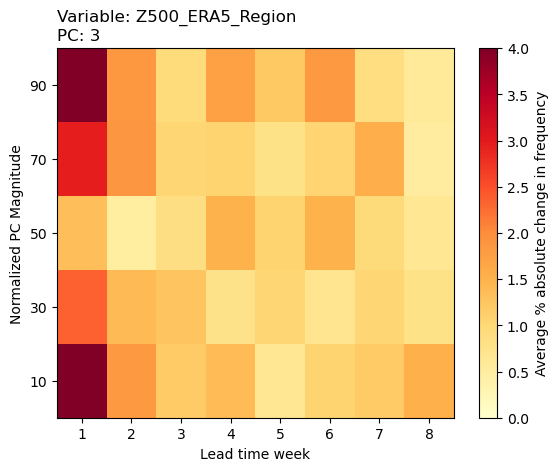 Variable: Z500_ERA5_Region
PC: 3
4.0
3.5
3.0
2.5
2.0
1.5
1.0
0.5
0.0
Average % absolute change in frequency
90
70
50
30
10
Normalized PC Magnitude
1 2 3 4 5 6 7 8
Lead time week